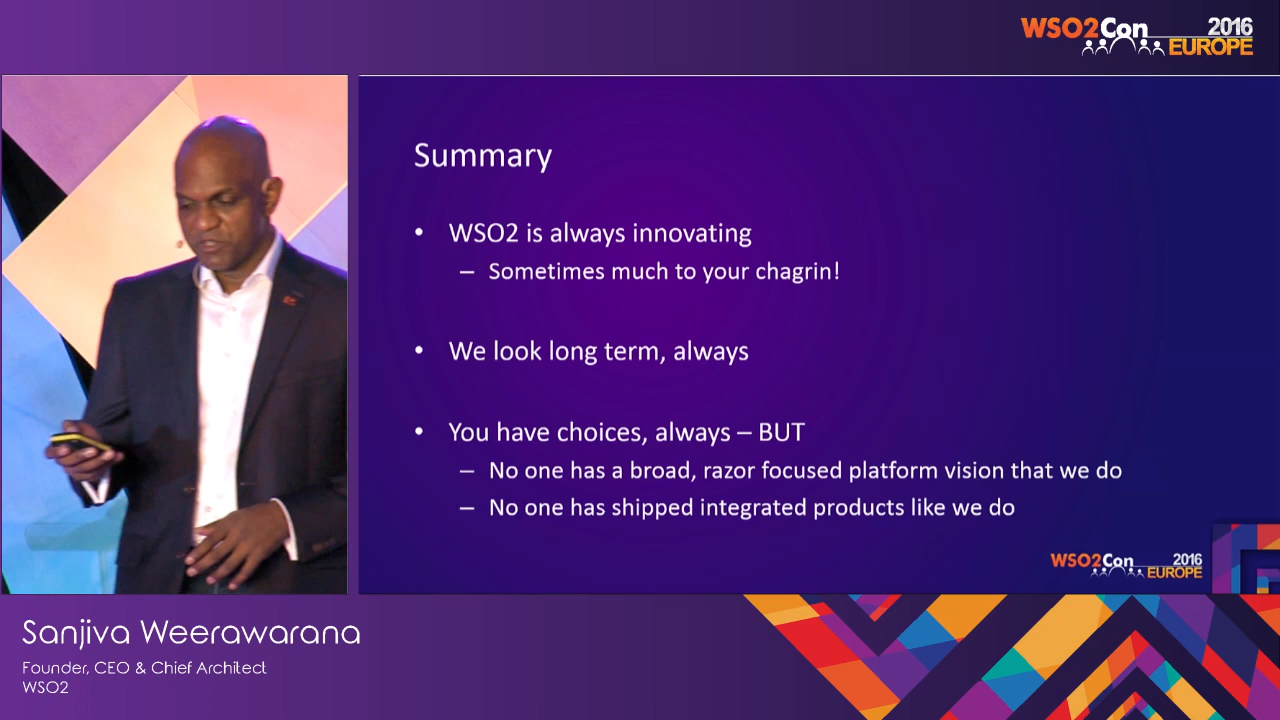 WSO2Con 2016
EUROPE
Summary
• WSO2 is always innovating
– Sometimes much to your chagrin!
• We look long term, always
• You have choices, always – BUT
– No one has a broad, razor focused platform vision that we do
– No one has shipped integrated products like we do
WSO2Con 2016
EUROPE
Sanjiva Weerawarana
Founder, CEO & Chief Architect
WSO2